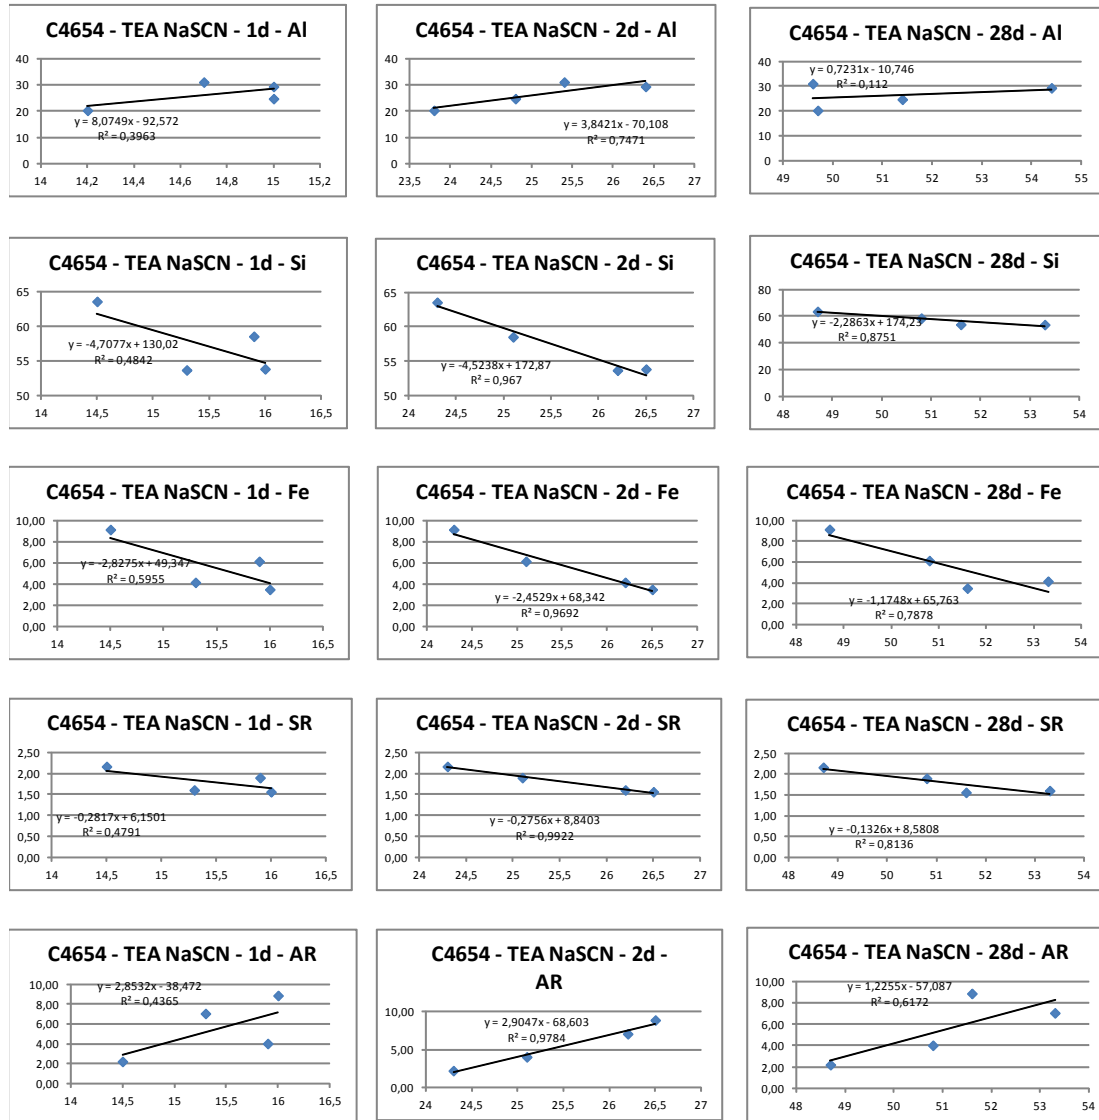 C4654 - TEA NaSCN - 1d - Al
40
30
20
10
0
y = 8,0749x - 92,572
R² = 0,3963
14 14,2 14,4 14,6 14,8 15 15,2
C4654 - TEA NaSCN - 2d - Al
40
30
20
10
0
y = 3,8421x - 70,108
R² = 0,7471
23,5 24 24,5 25 25,5 26 26,5 27
C4654 - TEA NaSCN - 28d - Al
40
30
20
10
0
y = 0,7231x - 10,746
R² = 0,112
49 50 51 52 53 54 55
C4654 - TEA NaSCN - 1d - Si
65
60
55
50
y = -4,7077x + 130,02
R² = 0,4842
14 14,5 15 15,5 16 16,5
C4654 - TEA NaSCN - 2d - Si
65
60
55
50
y = -4,5238x + 172,87
R² = 0,967
24 24,5 25 25,5 26 26,5 27
C4654 - TEA NaSCN - 28d - Si
80
60
40
20
0
y = -2,2863x + 174,23
R² = 0,8751
48 49 50 51 52 53 54
C4654 - TEA NaSCN - 1d - Fe
10,00
8,00
6,00
4,00
2,00
0,00
y = -2,8275x + 49,347
R² = 0,5955
14 14,5 15 15,5 16 16,5
C4654 - TEA NaSCN - 2d - Fe
10,00
8,00
6,00
4,00
2,00
0,00
y = -2,4529x + 68,342
R² = 0,9692
24 24,5 25 25,5 26 26,5 27
C4654 - TEA NaSCN - 28d - Fe
10,00
8,00
6,00
4,00
2,00
0,00
y = -1,1748x + 65,763
R² = 0,7878
48 49 50 51 52 53 54
C4654 - TEA NaSCN - 1d - SR
2,50
2,00
1,50
1,00
0,50
0,00
y = -0,2817x + 6,1501
R² = 0,4791
14 14,5 15 15,5 16 16,5
C4654 - TEA NaSCN - 2d - SR
2,50
2,00
1,50
1,00
0,50
0,00
y = -0,2756x + 8,8403
R² = 0,9922
24 24,5 25 25,5 26 26,5 27
C4654 - TEA NaSCN - 28d - SR
2,50
2,00
1,50
1,00
0,50
0,00
y = -0,1326x + 8,5808
R² = 0,8136
48 49 50 51 52 53 54
C4654 - TEA NaSCN - 1d - AR
10,00
8,00
6,00
4,00
2,00
0,00
y = 2,8532x - 38,472
R² = 0,4365
14 14,5 15 15,5 16 16,5
C4654 - TEA NaSCN - 2d -
AR
10,00
5,00
0,00
y = 2,9047x - 68,603
R² = 0,9784
24 24,5 25 25,5 26 26,5 27
C4654 - TEA NaSCN - 28d - AR
10,00
8,00
6,00
4,00
2,00
0,00
y = 1,2255x - 57,087
R² = 0,6172
48 49 50 51 52 53 54